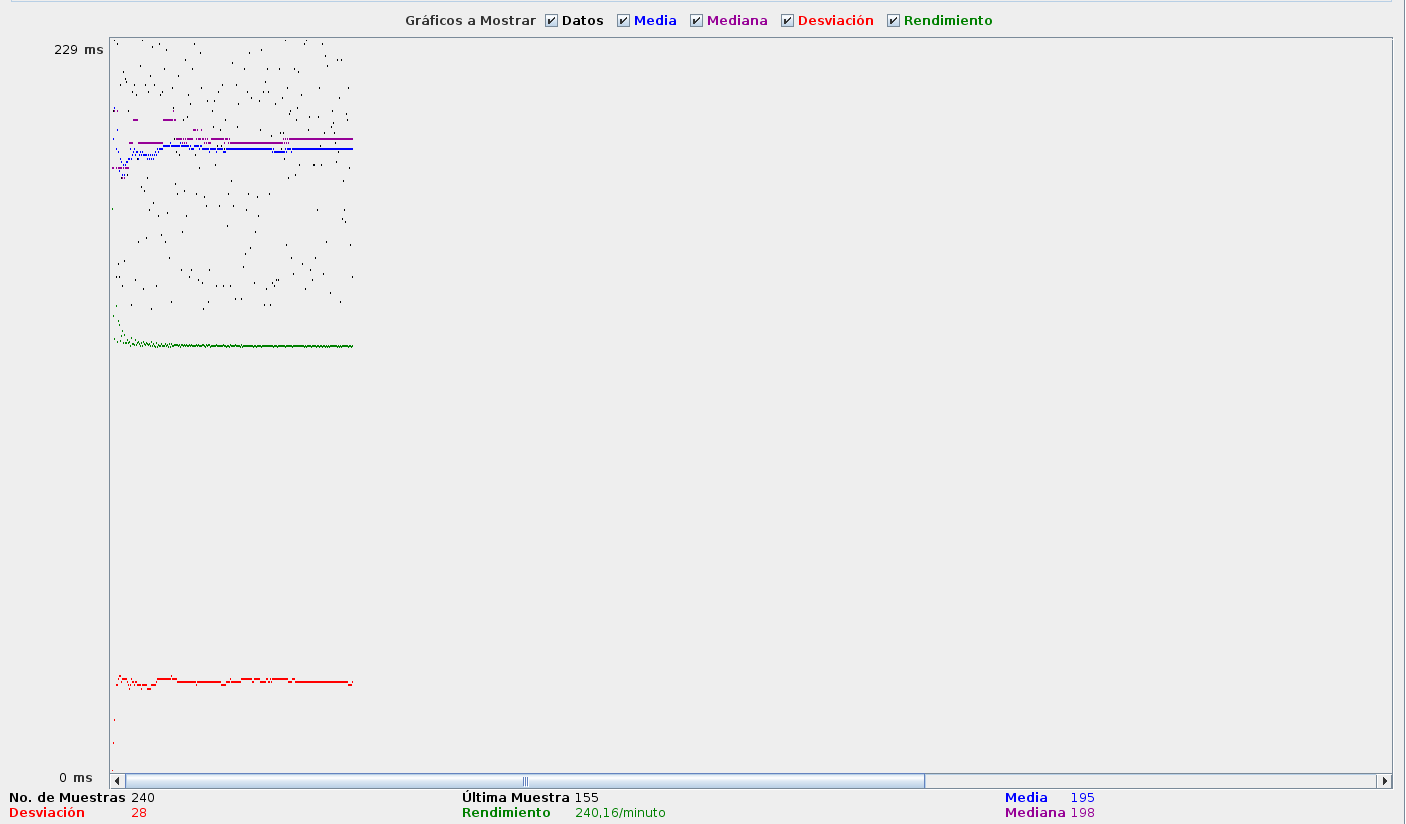 Gráficos a Mostrar Datos Media Mediana Desviación Rendimiento
229 ms
0 ms
No. de Muestras 240 Última Muestra 155 Media 195
Desviación 28 Rendimiento 240,16/minuto Mediana 198